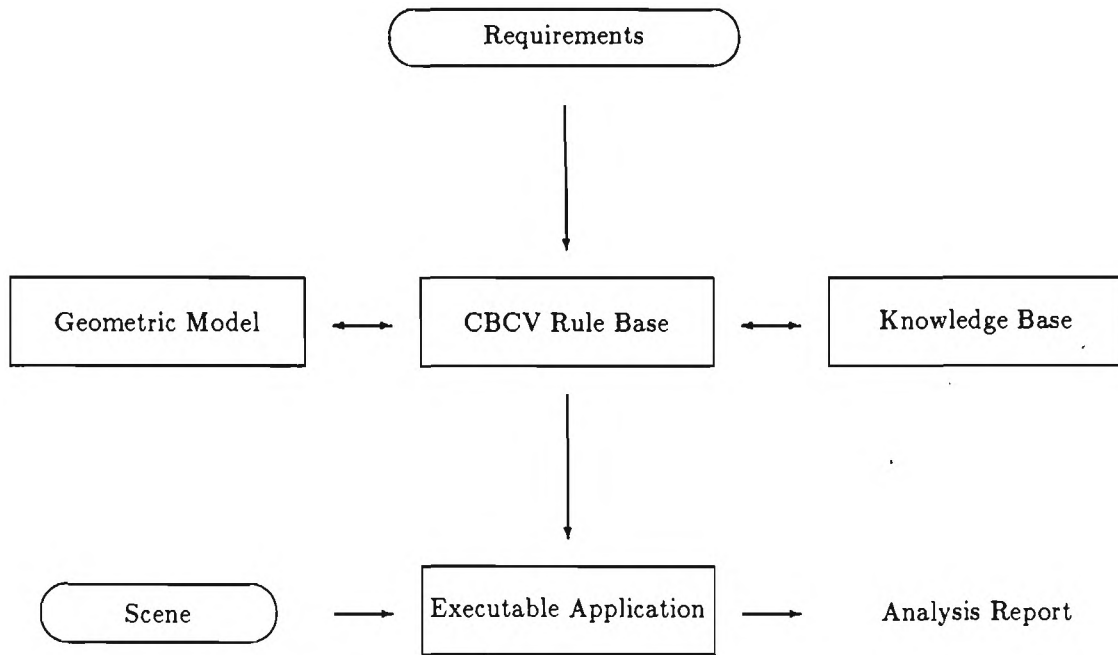 Requirements
Geometric Model
CBCV Rule Base
Knowledge Base
Scene
Executable Application
Analysis Report